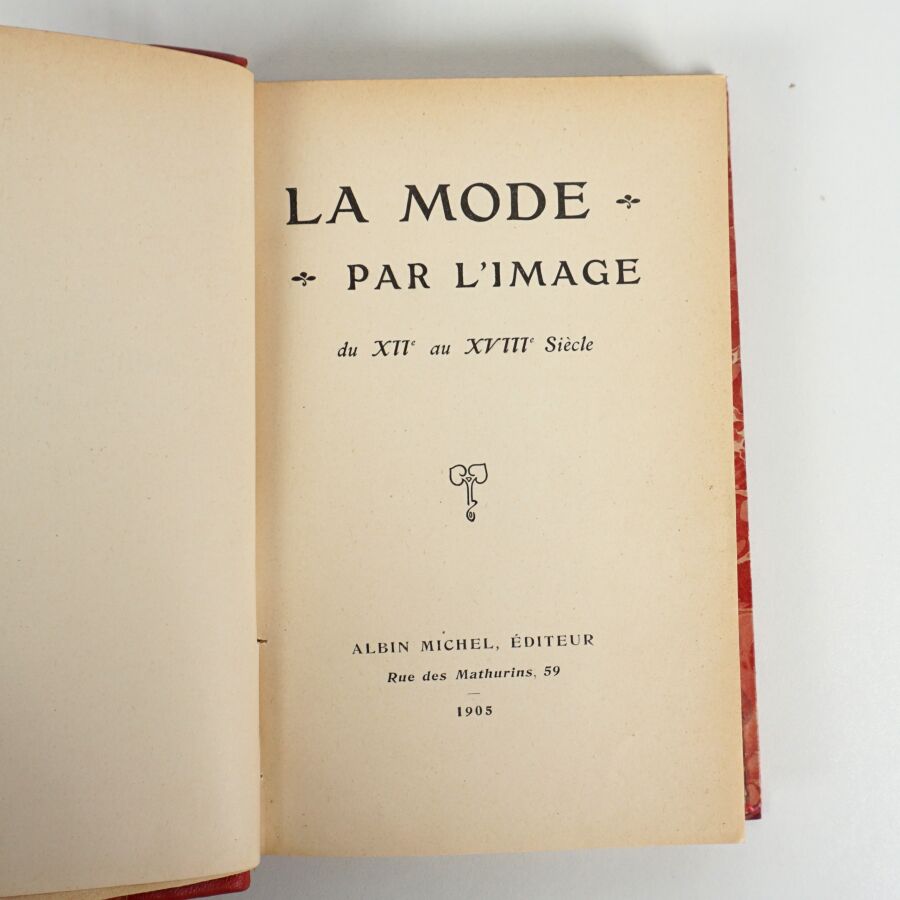 LA MODE
PAR L'IMAGE
du XIIᵉ au XVIIIᵉ Siècle
ALBIN MICHEL, ÉDITEUR
Rue des Mathurins, 59
1905